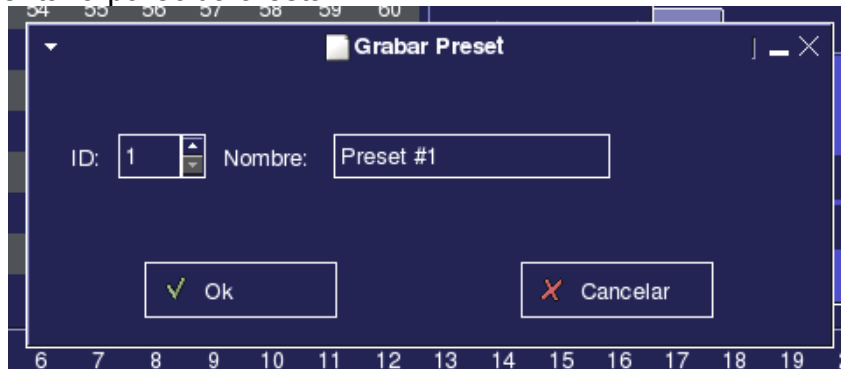 54 55 56 57 58 59 60
Grabar Preset
ID: 1 Nombre: Preset #1
Ok Cancelar
6 7 8 9 10 11 12 13 14 15 16 17 18 19